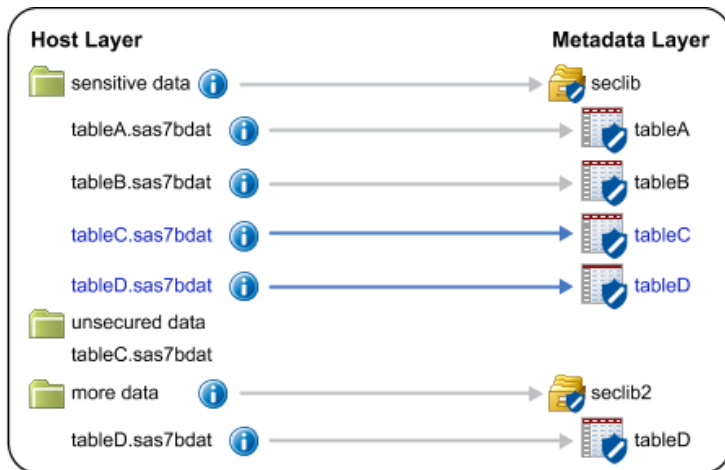 Host Layer Metadata Layer
sensitive data seclib
tableA.sas7bdat tableA
tableB.sas7bdat tableB
tableC.sas7bdat tableC
tableD.sas7bdat tableD
unsecured data
tableC.sas7bdat
more data seclib2
tableD.sas7bdat tableD